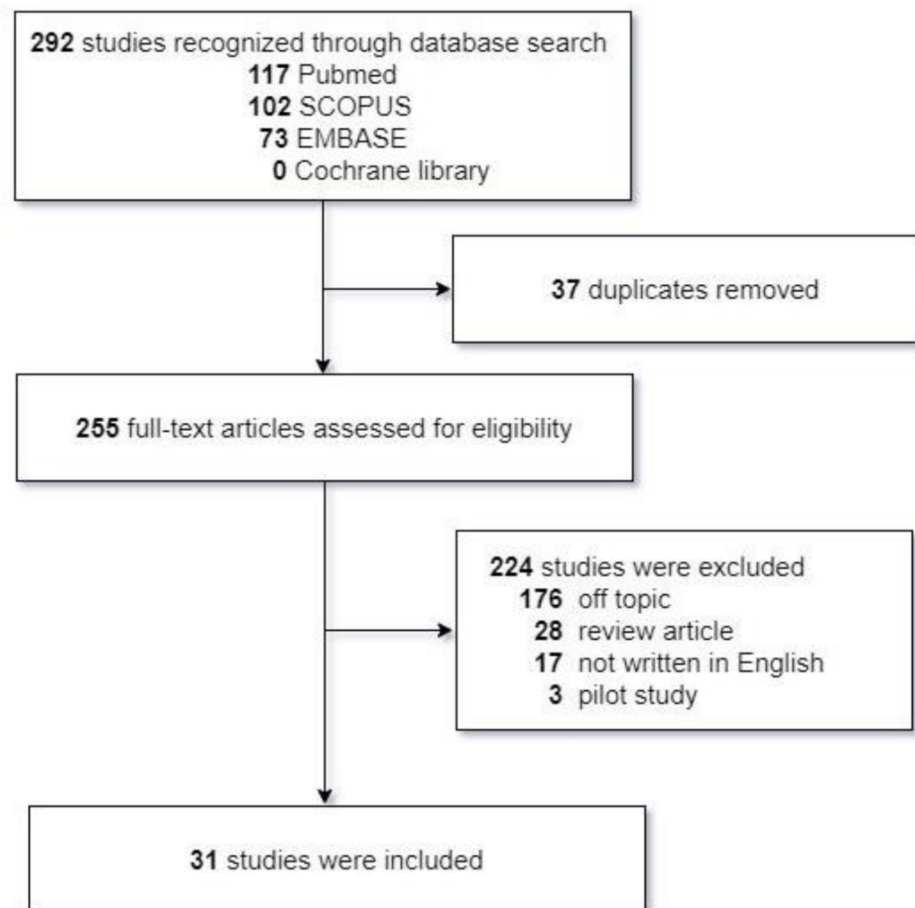 292 studies recognized through database search
117 Pubmed
102 SCOPUS
73 EMBASE
0 Cochrane library
37 duplicates removed
255 full-text articles assessed for eligibility
224 studies were excluded
176 off topic
28 review article
17 not written in English
3 pilot study
31 studies were included